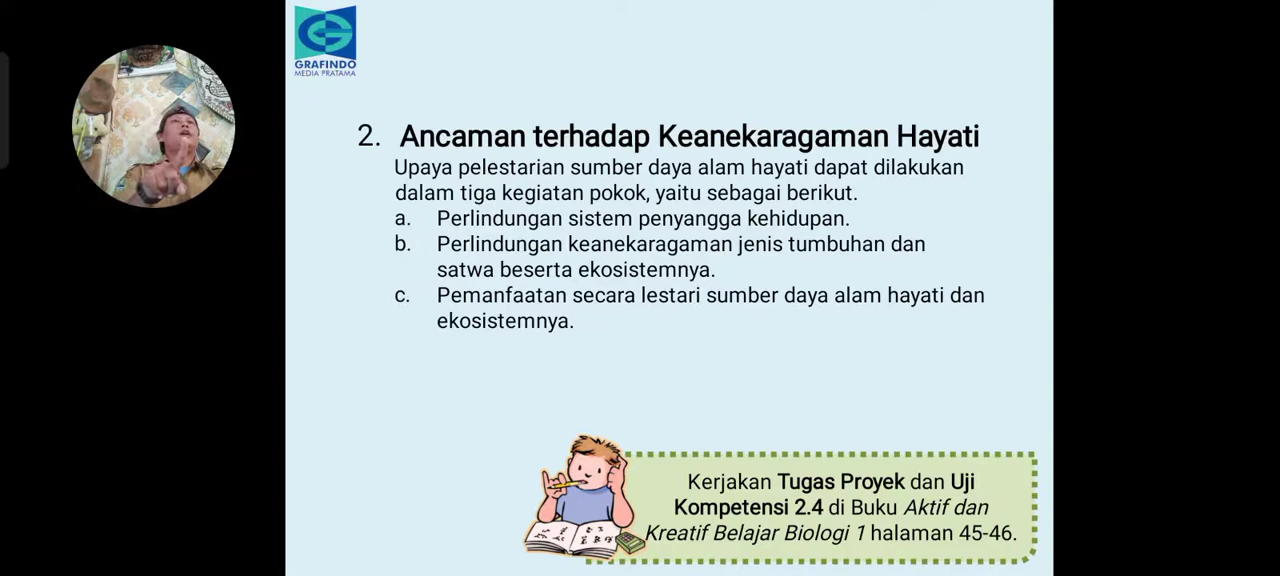 GRAFINDO
MEDIA PRATAMA
2. Ancaman terhadap Keanekaragaman Hayati
Upaya pelestarian sumber daya alam hayati dapat dilakukan
dalam tiga kegiatan pokok, yaitu sebagai berikut.
a. Perlindungan sistem penyangga kehidupan.
b. Perlindungan keanekaragaman jenis tumbuhan dan
satwa beserta ekosistemnya.
c. Pemanfaatan secara lestari sumber daya alam hayati dan
ekosistemnya.
Kerjakan Tugas Proyek dan Uji
Kompetensi 2.4 di Buku Aktif dan
Kreatif Belajar Biologi 1 halaman 45-46.